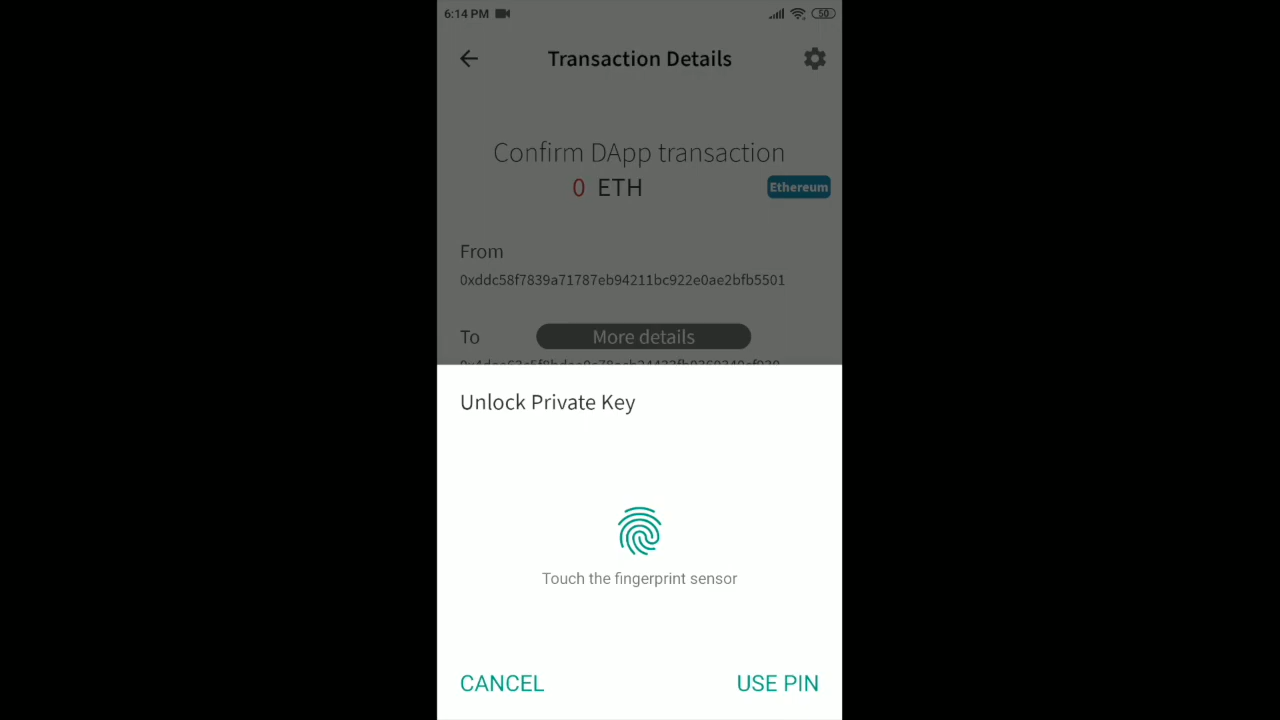 6:14 PM
50
Transaction Details
Confirm DApp transaction
0 ETH
Ethereum
From
0xddc58f7839a71787eb94211bc922e0ae2bfb5501
To
More details
Unlock Private Key
Touch the fingerprint sensor
CANCEL
USE PIN